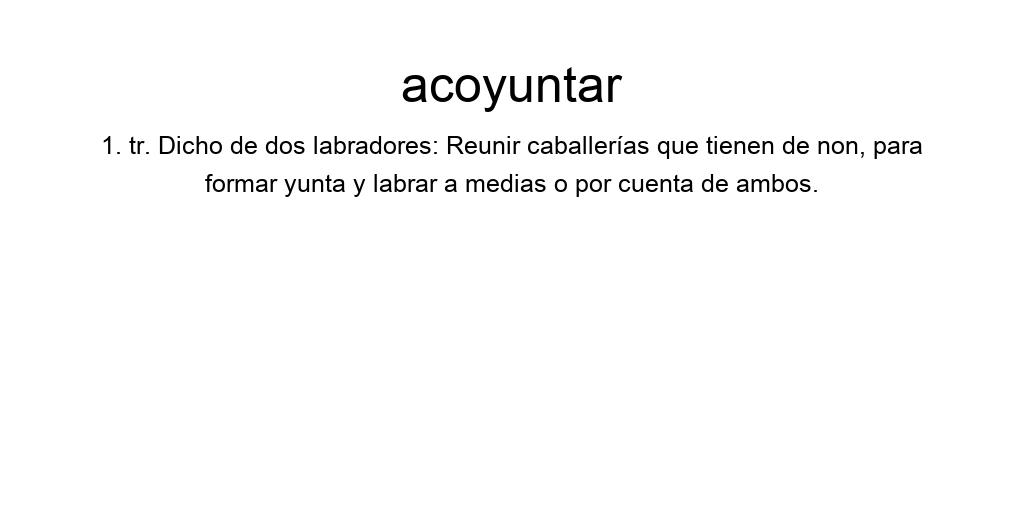 acoyuntar
1. tr. Dicho de dos labradores: Reunir caballerías que tienen de non, para
formar yunta y labrar a medias o por cuenta de ambos.